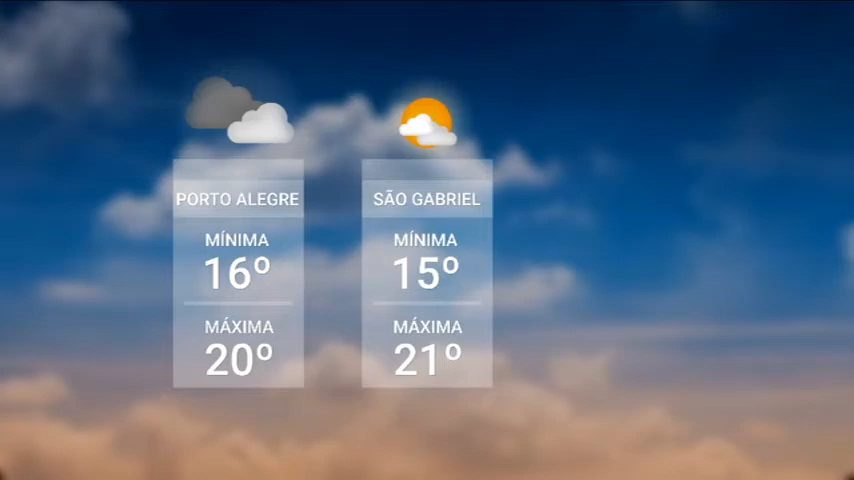 PORTO ALEGRE
MÍNIMA
16º
MÁXIMA
20º
SÃO GABRIEL
MÍNIMA
15º
MÁXIMA
21º